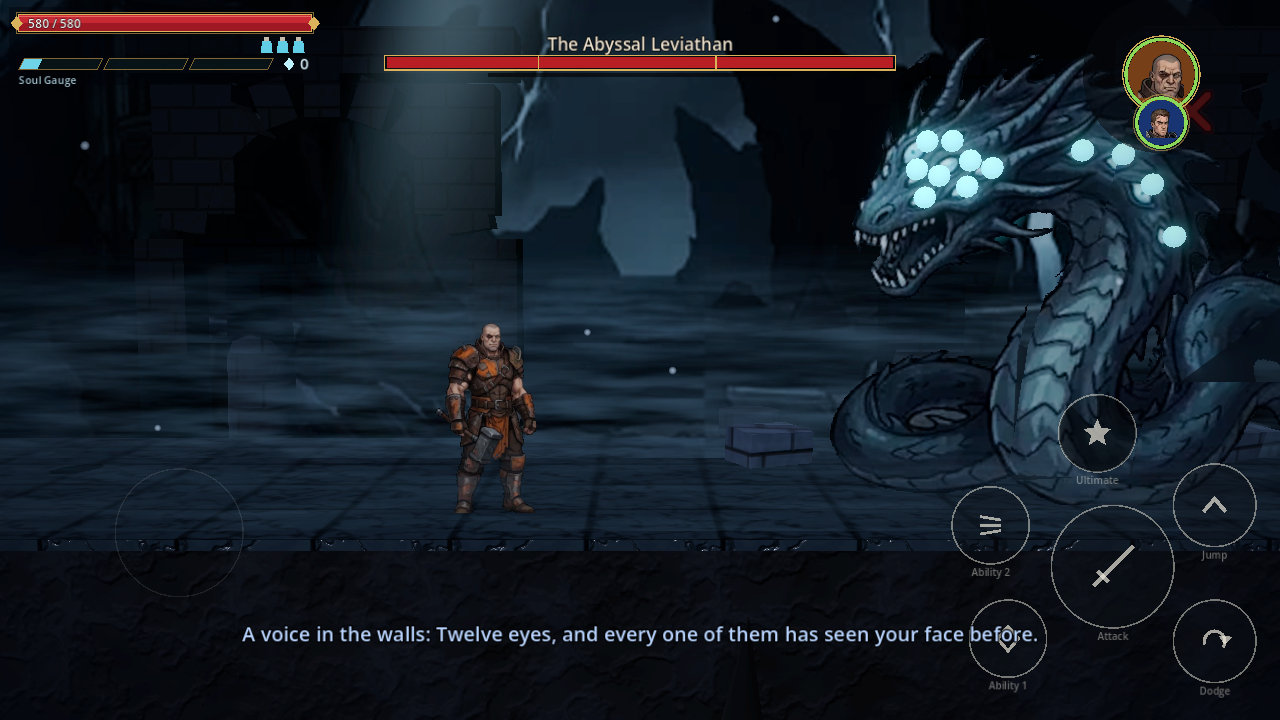 580 / 580
The Abyssal Leviathan
0
Soul Gauge
Ultimate
Jump
Ability 2
A voice in the walls: Twelve eyes, and every one of them has seen your face before.
Attack
Ability 1
Dodge